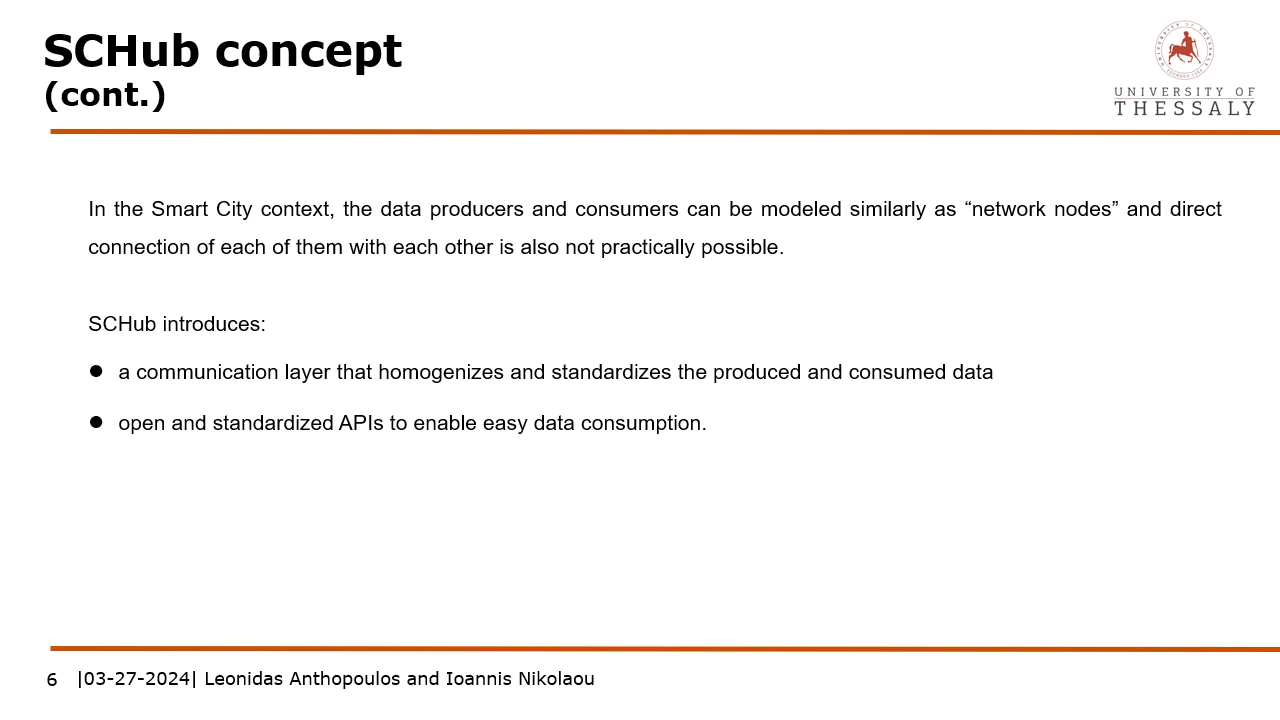 SCHub concept
(cont.)
UNIVERSITY OF
THESSALY
In the Smart City context, the data producers and consumers can be modeled similarly as “network nodes” and direct
connection of each of them with each other is also not practically possible.
SCHub introduces:
● a communication layer that homogenizes and standardizes the produced and consumed data
● open and standardized APIs to enable easy data consumption.
6 |03-27-2024| Leonidas Anthopoulos and Ioannis Nikolaou